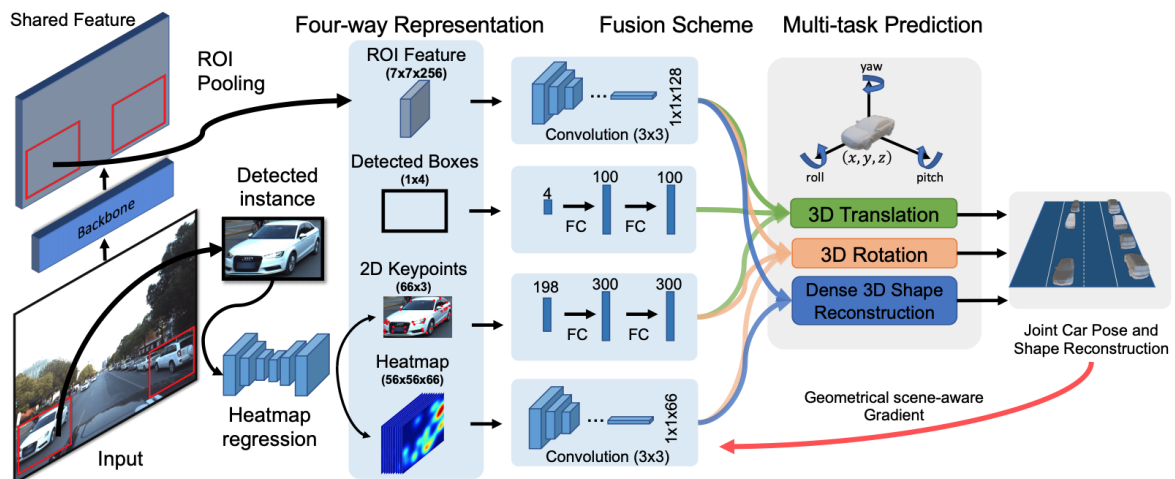 Shared Feature
ROI
Pooling
Backbone
Detected
instance
Input
Heatmap
regression
Four-way Representation
ROI Feature
(7x7x256)
Detected Boxes
(1x4)
2D Keypoints
(66x3)
Heatmap
(56x56x66)
Fusion Scheme
...
1x1x128
Convolution (3x3)
4
100
100
FC
FC
198
300
300
FC
FC
...
1x1x66
Convolution (3x3)
Multi-task Prediction
yaw
(x, y, z)
roll
pitch
3D Translation
3D Rotation
Dense 3D Shape
Reconstruction
Joint Car Pose and
Shape Reconstruction
Geometrical scene-aware
Gradient